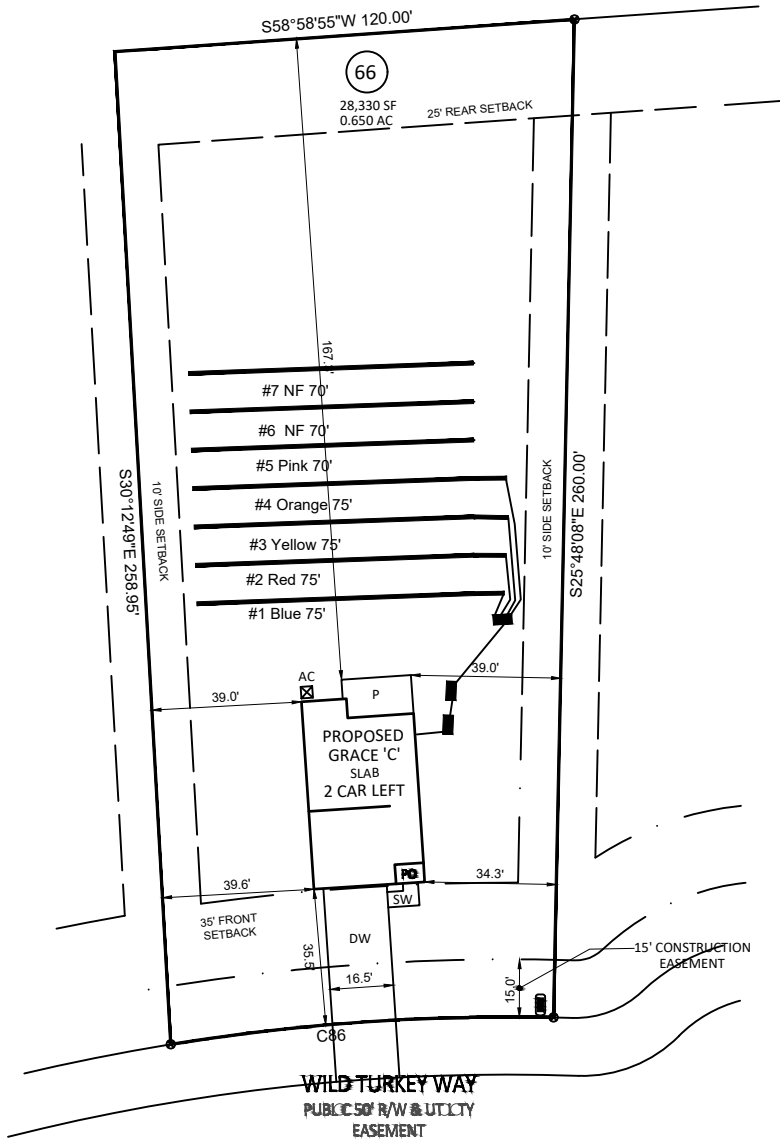 S58°58'55"W 120.00'
66
28,330 SF
0.650 AC
25' REAR SETBACK
#7 NF 70'
#6 NF 70'
#5 Pink 70'
#4 Orange 75'
#3 Yellow 75'
#2 Red 75'
#1 Blue 75'
S30°12'49"E 258.95'
10' SIDE SETBACK
10' SIDE SETBACK
S25°48'08"E 260.00'
AC
39.0'
P
39.0'
PROPOSED
GRACE 'C'
SLAB
2 CAR LEFT
39.6'
34.3'
SW
35' FRONT
SETBACK
35.5'
DW
16.5'
15.0'
15' CONSTRUCTION
EASEMENT
C86
WILD TURKEY WAY
PUBLIC 50' R/W & UTILITY
EASEMENT